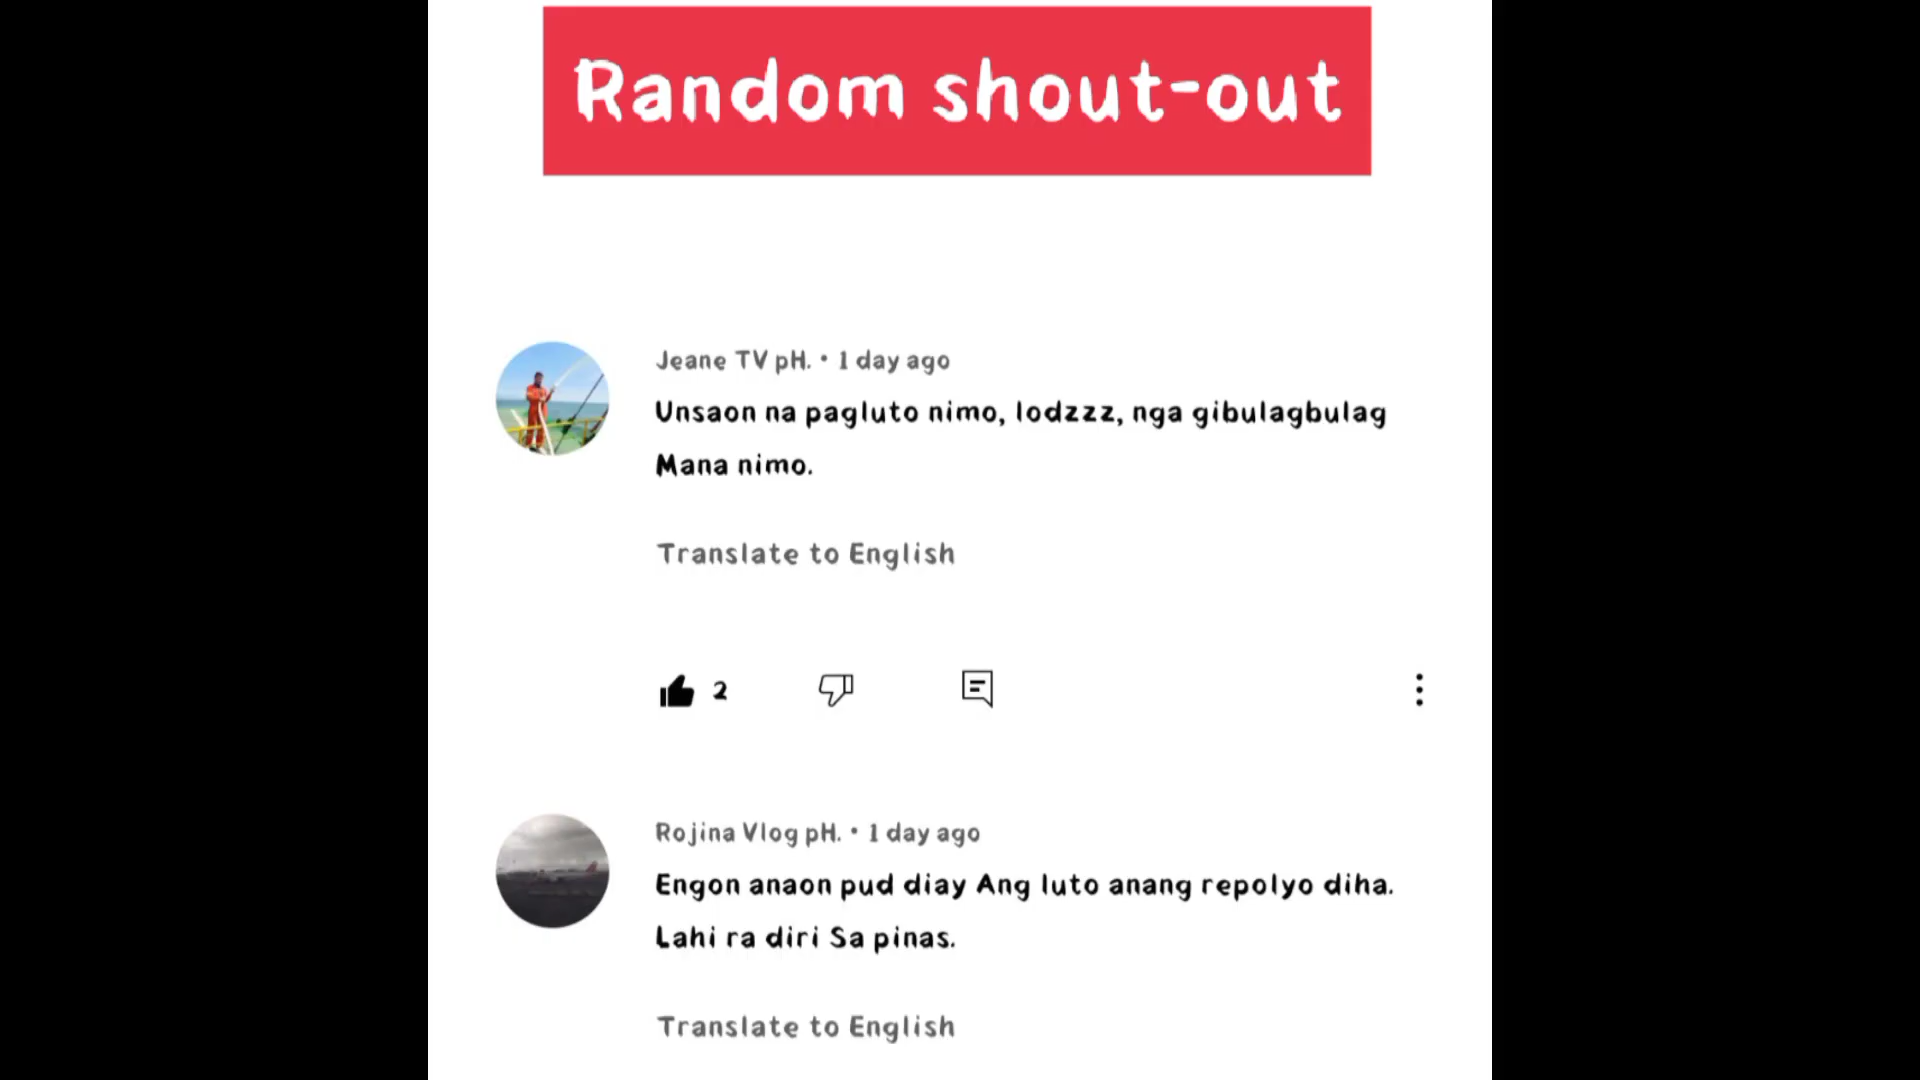 Random shout-out
Jeane TV pH. • 1 day ago
Unsaon na pagluto nimo, lodzzz, nga gibulagbulag
Mana nimo.
Translate to English
2
Rojina Vlog pH. • 1 day ago
Engon anaon pud diay Ang luto anang repolyo diha.
Lahi ra diri Sa pinas.
Translate to English